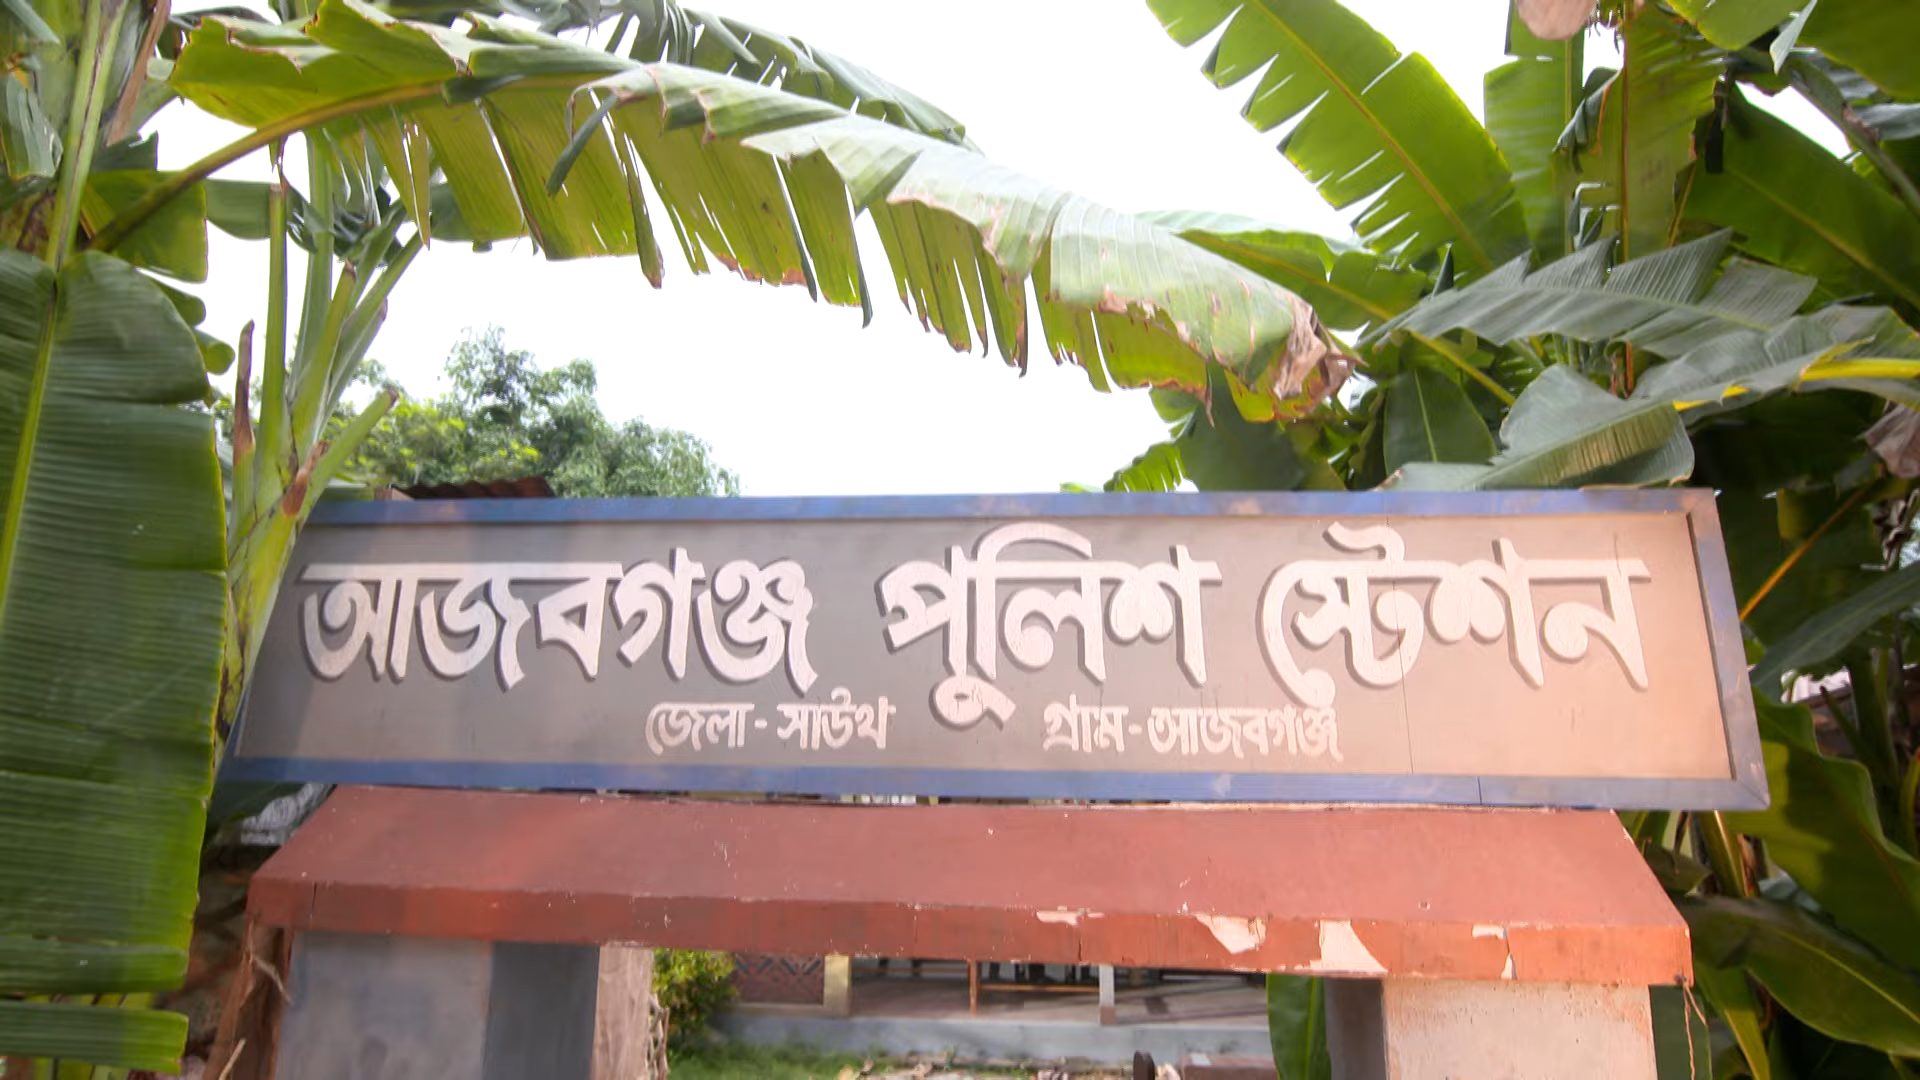 আজবগঞ্জ পুলিশ স্টেশন
জেলা - সাউথ গ্রাম - আজবগঞ্জ